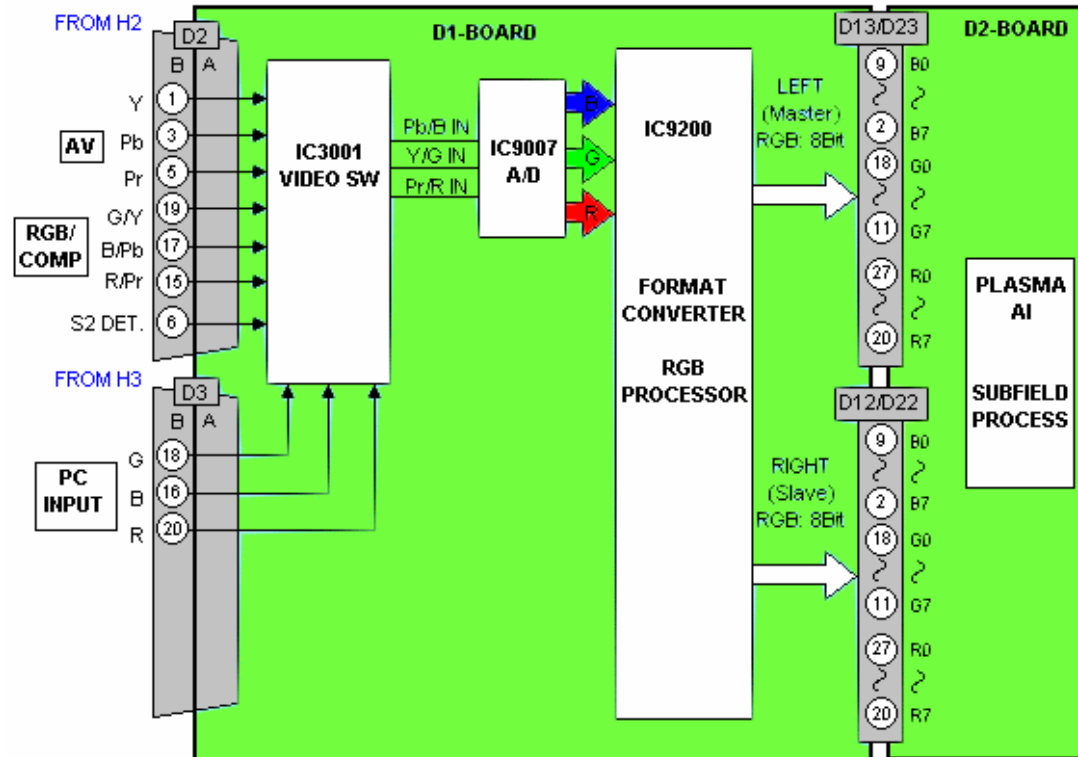 FROM H2
D2
B A
Y 1
AV
Pb 3
Pr 5
G/Y 19
RGB/
COMP
B/Pb 17
R/Pr 15
S2 DET. 6
FROM H3
D3
B A
G 18
PC
INPUT
B 16
R 20
D1-BOARD
IC3001
VIDEO SW
Pb/B IN
Y/G IN
Pr/R IN
IC9007
A/D
B
G
R
IC9200
FORMAT
CONVERTER
RGB
PROCESSOR
LEFT
(Master)
RGB: 8Bit
RIGHT
(Slave)
RGB: 8Bit
D13/D23
9 B0
2 B7
18 G0
11 G7
27 R0
20 R7
D12/D22
9 B0
2 B7
18 G0
11 G7
27 R0
20 R7
D2-BOARD
PLASMA
AI
SUBFIELD
PROCESS